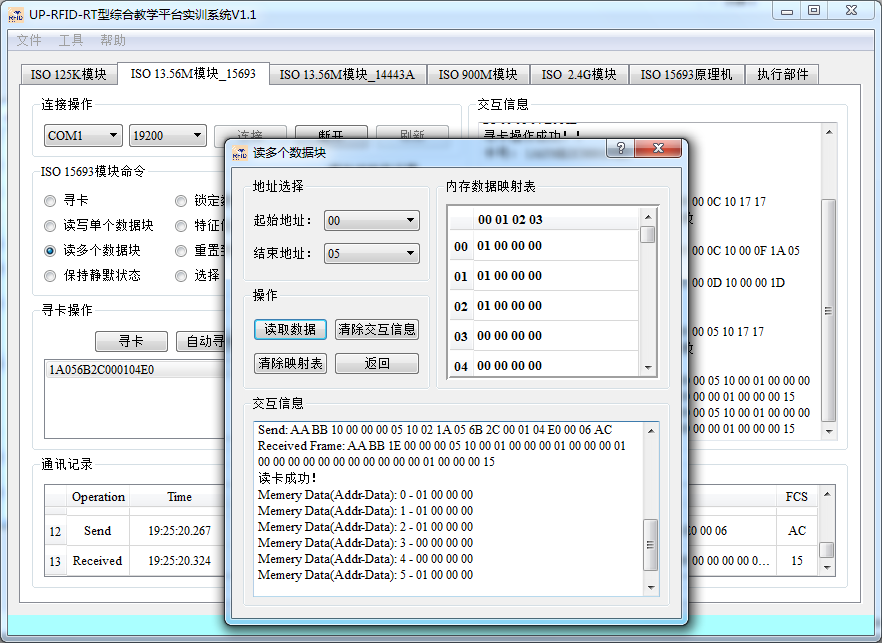 UP-RFID-RT型综合教学平台实训系统V1.1
文件 工具 帮助
ISO 125K模块 ISO 13.56M模块_15693 ISO 13.56M模块_14443A ISO 900M模块 ISO 2.4G模块 ISO 15693原理机 执行部件
连接操作
COM1 19200 连接 断开 刷新
ISO 15693模块命令
寻卡 锁定
读写单个数据块 特征
读多个数据块 重置
保持静默状态 选择
寻卡操作
寻卡 自动寻
1A056B2C000104E0
通讯记录
Operation Time FCS
12 Send 19:25:20.267 E0 00 06 AC
13 Received 19:25:20.324 00 00 00 00 0... 15
交互信息
寻卡操作成功！！
00 0C 10 17 17
00 0C 10 00 0F 1A 05
00 0D 10 00 00 1D
00 05 10 17 17
00 05 10 00 01 00 00 00
00 00 01 00 00 00 15
00 05 10 00 01 00 00 00
00 00 01 00 00 00 15
读多个数据块
地址选择
起始地址： 00
结束地址： 05
操作
读取数据 清除交互信息
清除映射表 返回
内存数据映射表
00 01 02 03
00 01 00 00 00
01 01 00 00 00
02 01 00 00 00
03 00 00 00 00
04 00 00 00 00
交互信息
Send: AA BB 10 00 00 00 05 10 02 1A 05 6B 2C 00 01 04 E0 00 06 AC
Received Frame: AA BB 1E 00 00 00 05 10 00 01 00 00 00 01 00 00 00 01
00 00 00 00 00 00 00 00 00 00 00 01 00 00 00 15
读卡成功！
Memory Data(Addr-Data): 0 - 01 00 00 00
Memory Data(Addr-Data): 1 - 01 00 00 00
Memory Data(Addr-Data): 2 - 01 00 00 00
Memory Data(Addr-Data): 3 - 00 00 00 00
Memory Data(Addr-Data): 4 - 00 00 00 00
Memory Data(Addr-Data): 5 - 01 00 00 00